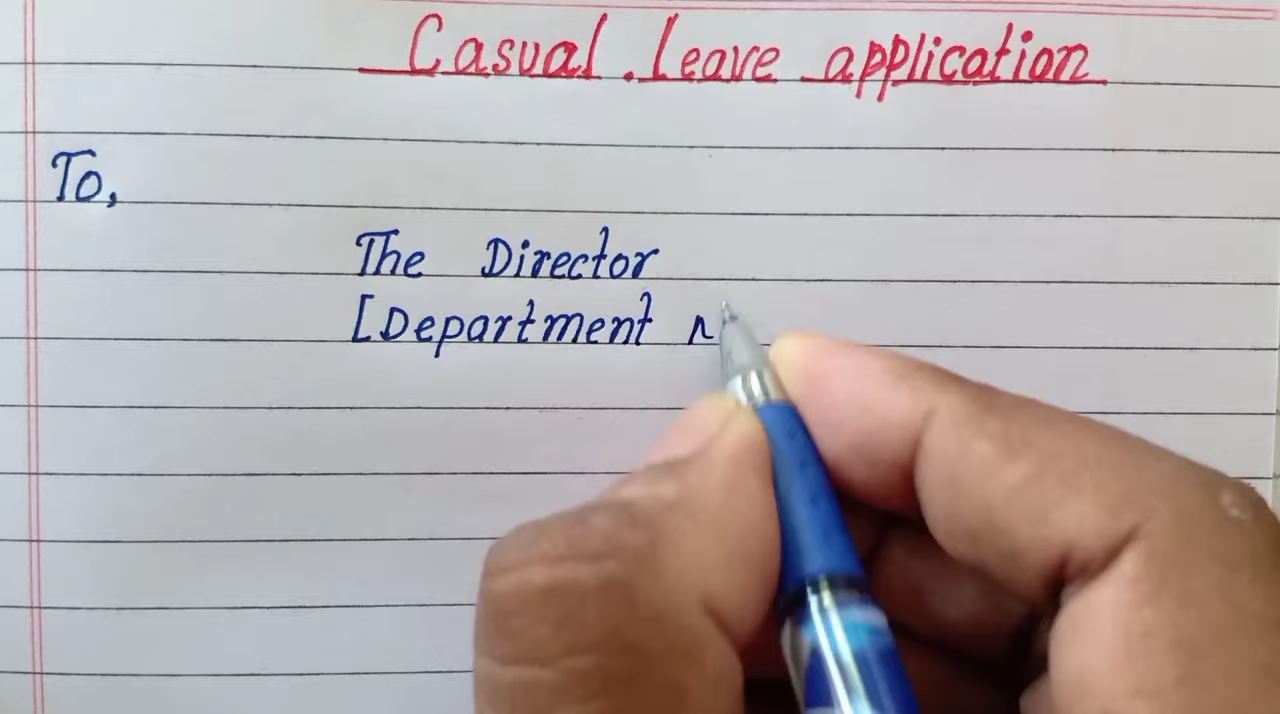 Casual leave application
To,
The Director
[Department n